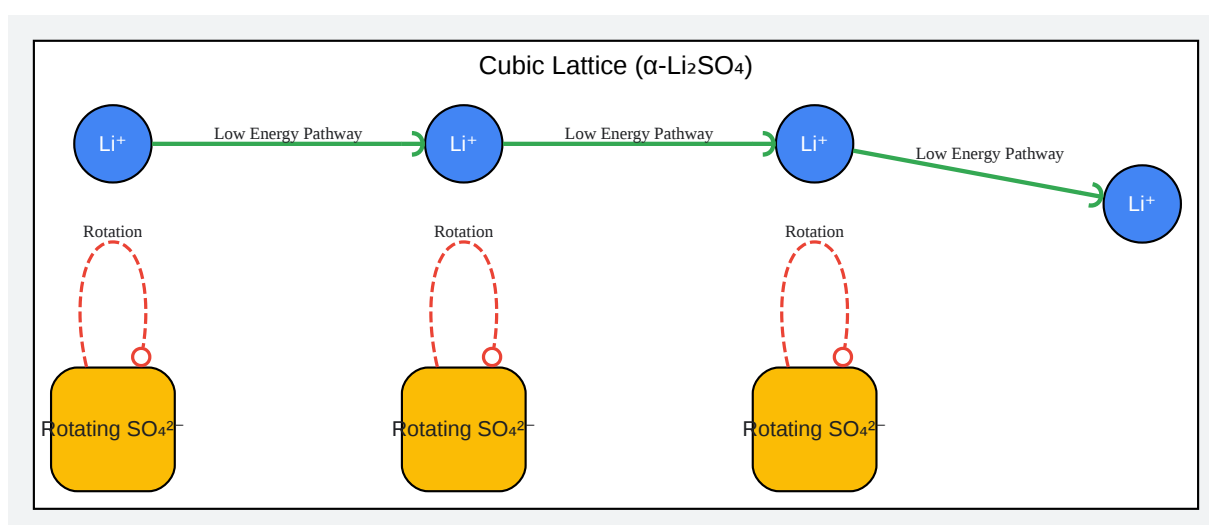 Cubic Lattice (α-Li₂SO₄)
Li⁺
Low Energy Pathway
Li⁺
Low Energy Pathway
Li⁺
Low Energy Pathway
Li⁺
Rotation
Rotation
Rotation
Rotating SO₄²⁻
Rotating SO₄²⁻
Rotating SO₄²⁻